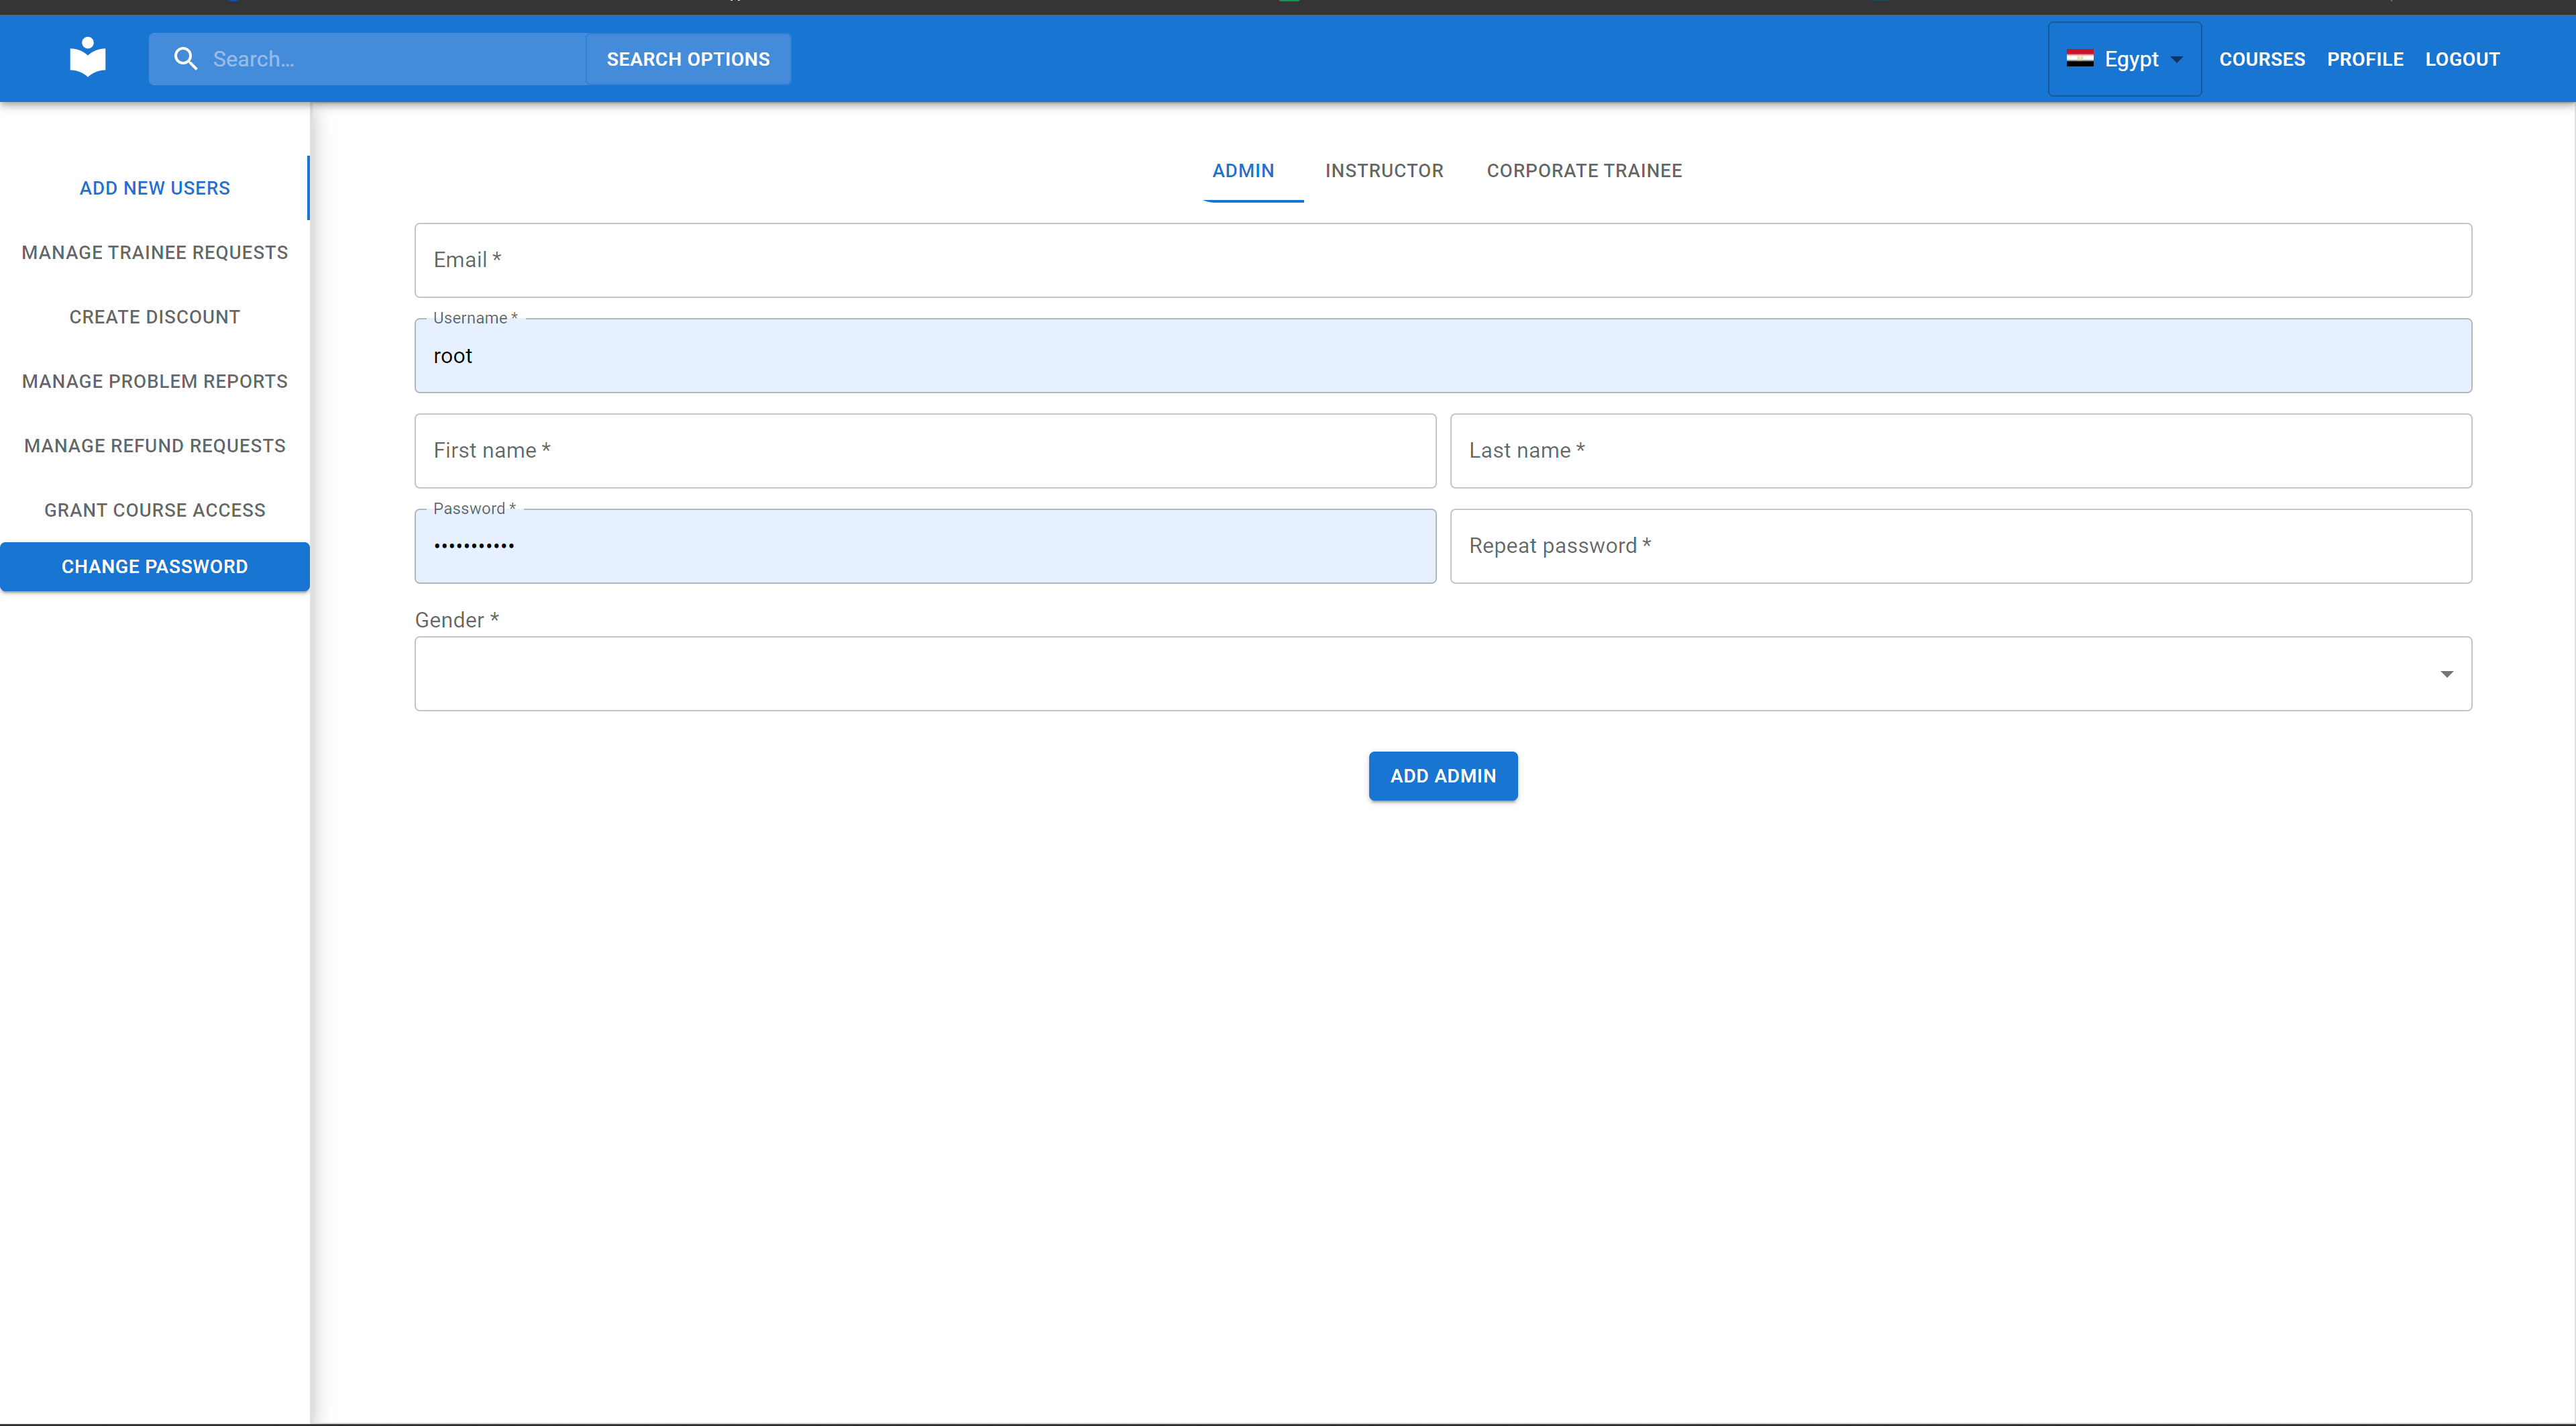 Search...
SEARCH OPTIONS
Egypt
COURSES
PROFILE
LOGOUT
ADD NEW USERS
MANAGE TRAINEE REQUESTS
CREATE DISCOUNT
MANAGE PROBLEM REPORTS
MANAGE REFUND REQUESTS
GRANT COURSE ACCESS
CHANGE PASSWORD
ADMIN
INSTRUCTOR
CORPORATE TRAINEE
Email *
Username *
root
First name *
Last name *
Password *
•••••••••••
Repeat password *
Gender *
ADD ADMIN